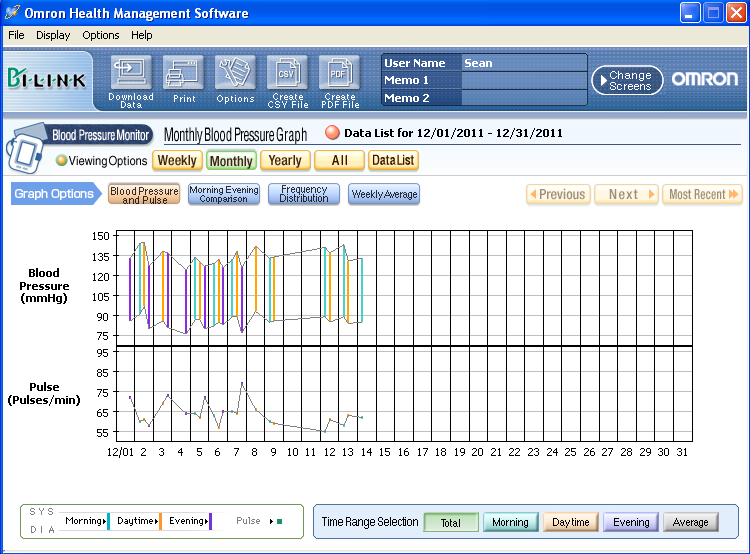 Omron Health Management Software
File Display Options Help
Bi-LINK
Download Data
Print
Options
Create CSY File
CSV
Create PDF File
PDF
User Name Sean
Memo 1
Memo 2
Change Screens
OMRON
Blood Pressure Monitor
Monthly Blood Pressure Graph
Data List for 12/01/2011 - 12/31/2011
Viewing Options
Weekly Monthly Yearly All Data List
Graph Options
Blood Pressure and Pulse
Morning Evening Comparison
Frequency Distribution
Weekly Average
Previous Next Most Recent
Blood Pressure (mmHg)
150
135
120
105
90
75
Pulse (Pulses/min)
95
85
75
65
55
12/01 2 3 4 5 6 7 8 9 10 11 12 13 14 15 16 17 18 19 20 21 22 23 24 25 26 27 28 29 30 31
SYS
DIA
Morning Daytime Evening Pulse
Time Range Selection Total Morning Daytime Evening Average